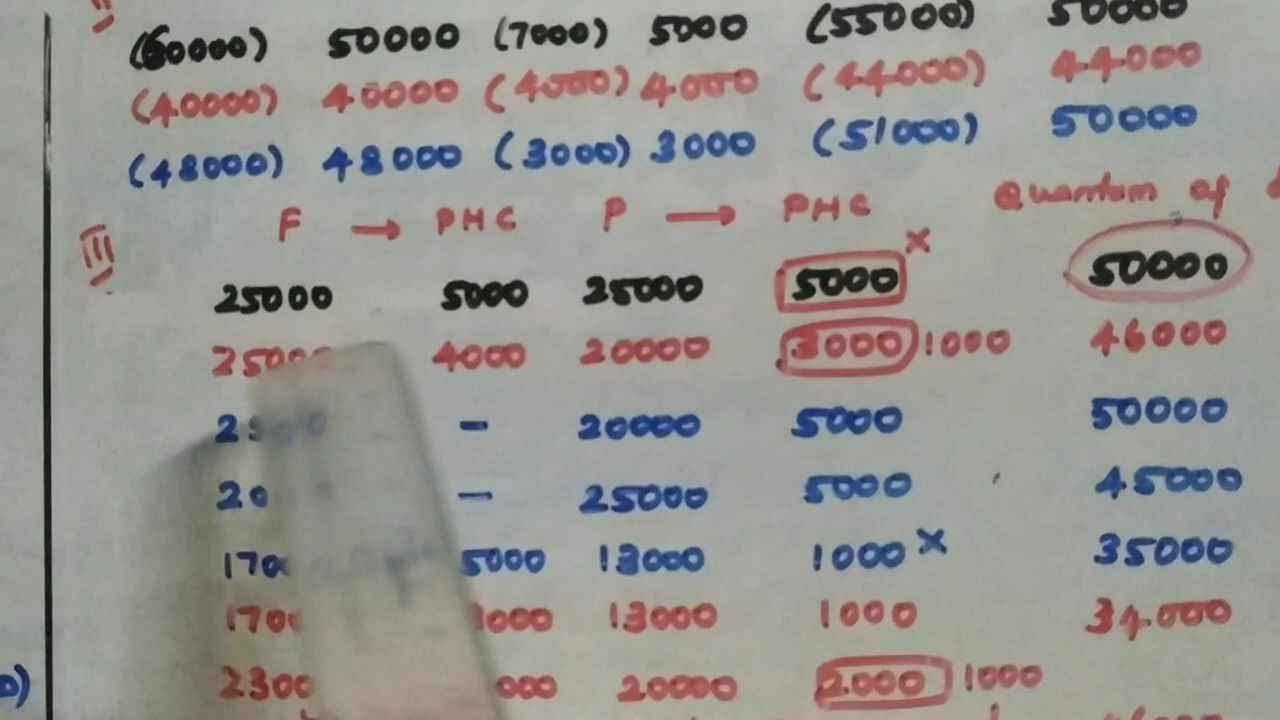 (60000) 50000 (7000) 5000 (55000) 50000
(40000) 40000 (4000) 4000 (44000) 44000
(48000) 48000 (3000) 3000 (51000) 50000
F → PHC P → PHC Quantum of
III
25000 5000 25000 5000 × 50000
25000 4000 20000 3000 1000 46000
- 20000 5000 50000
- 25000 5000 45000
5000 13000 1000 × 35000
13000 1000 34000
20000 2000 1000